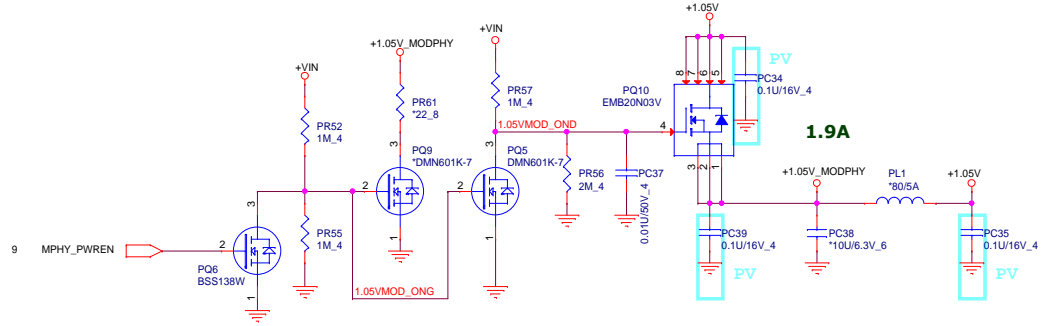 +1.05V
+VIN
+1.05V_MODPHY
+VIN
PV
8
7
6
5
PC34
0.1U/16V_4
PR52
1M_4
PR61
*22_8
PR57
1M_4
PQ10
EMB20N03V
1.05VMOD_OND
4
1.9A
3
PQ9
*DMN601K-7
3
PQ5
DMN601K-7
2
2
1
1
PR56
2M_4
PC37
0.01U/50V_4
3
2
1
+1.05V_MODPHY
PL1
*80/5A
+1.05V
3
PR55
1M_4
9
MPHY_PWREN
2
PQ6
BSS138W
1
1.05VMOD_ONG
PC39
0.1U/16V_4
PV
PC38
*10U/6.3V_6
PC35
0.1U/16V_4
PV